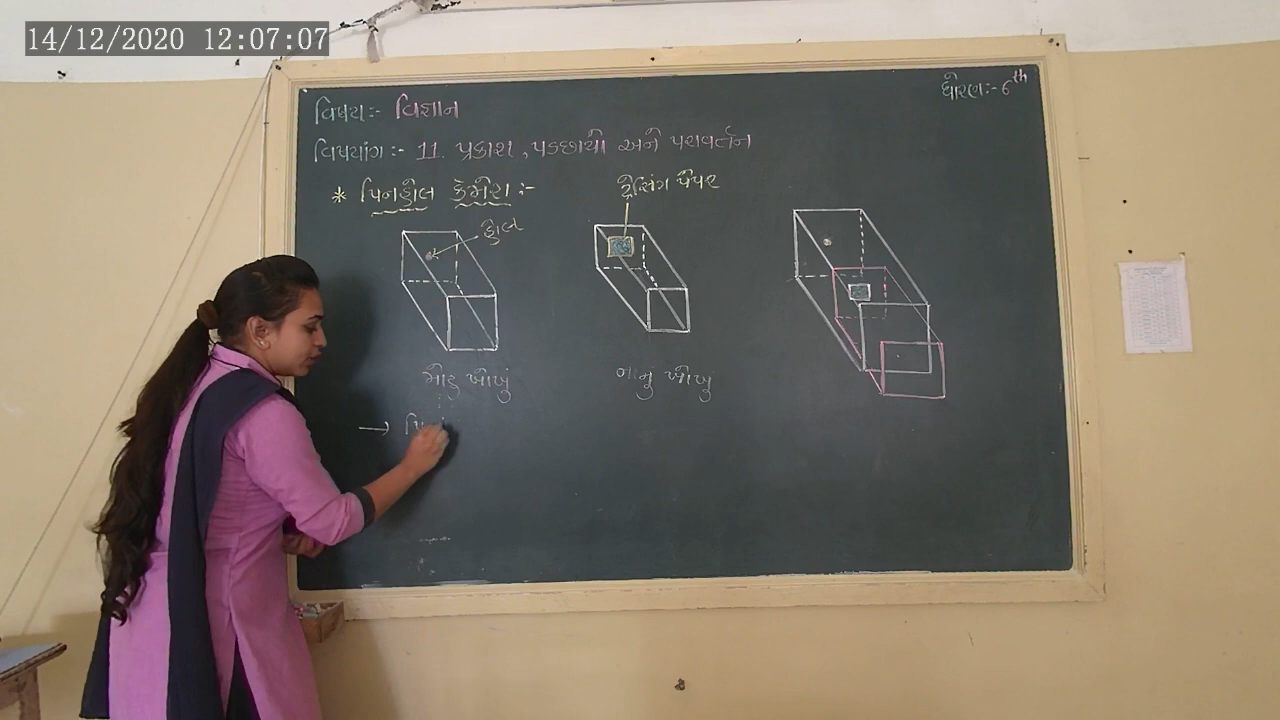 14/12/2020 12:07:07
ધોરણ:- 6th
વિષય:- વિજ્ઞાન
વિષયાંગ:- 11. પ્રકાશ, પડછાયો અને પરાવર્તન
* પિનહોલ કેમેરા :-
ટ્રેસિંગ પેપર
હોલ
મોટુ ખોખું
નાનુ ખોખું
→